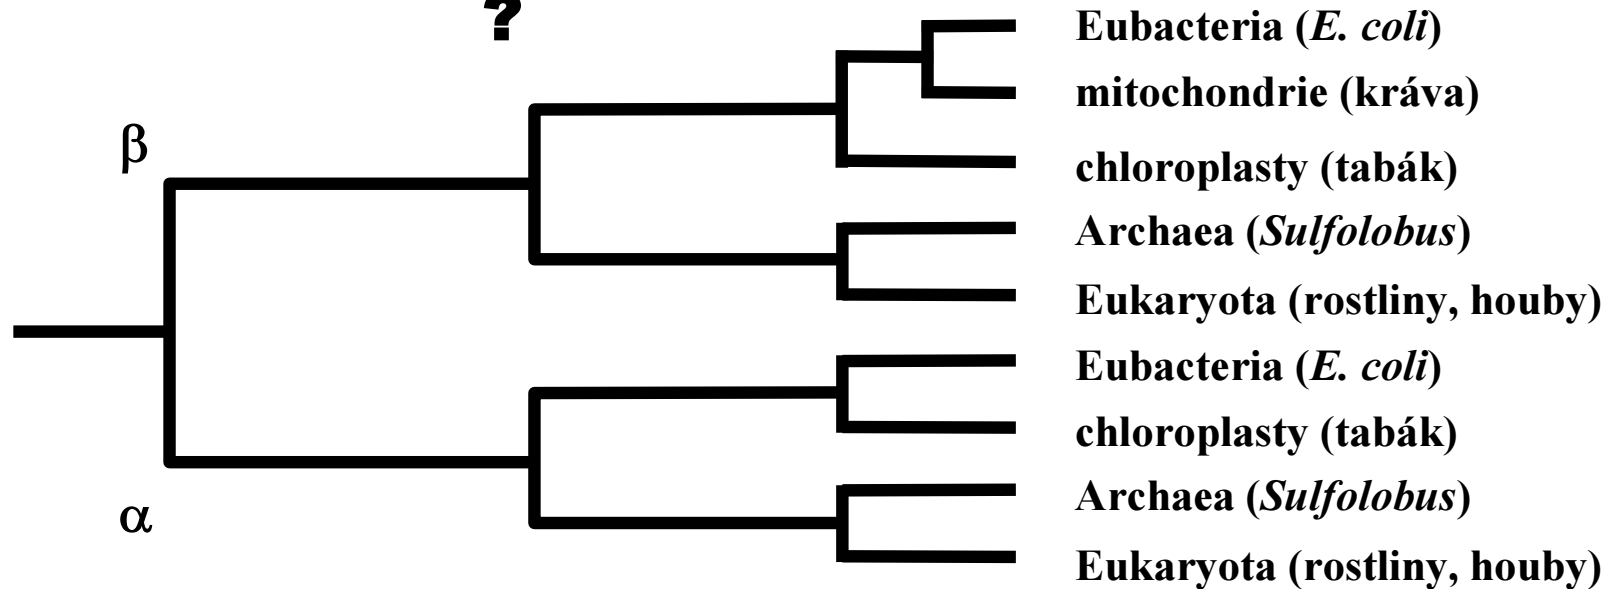 ?
Eubacteria (E. coli)
mitochondrie (kráva)
β
chloroplasty (tabák)
Archaea (Sulfolobus)
Eukaryota (rostliny, houby)
Eubacteria (E. coli)
chloroplasty (tabák)
Archaea (Sulfolobus)
α
Eukaryota (rostliny, houby)